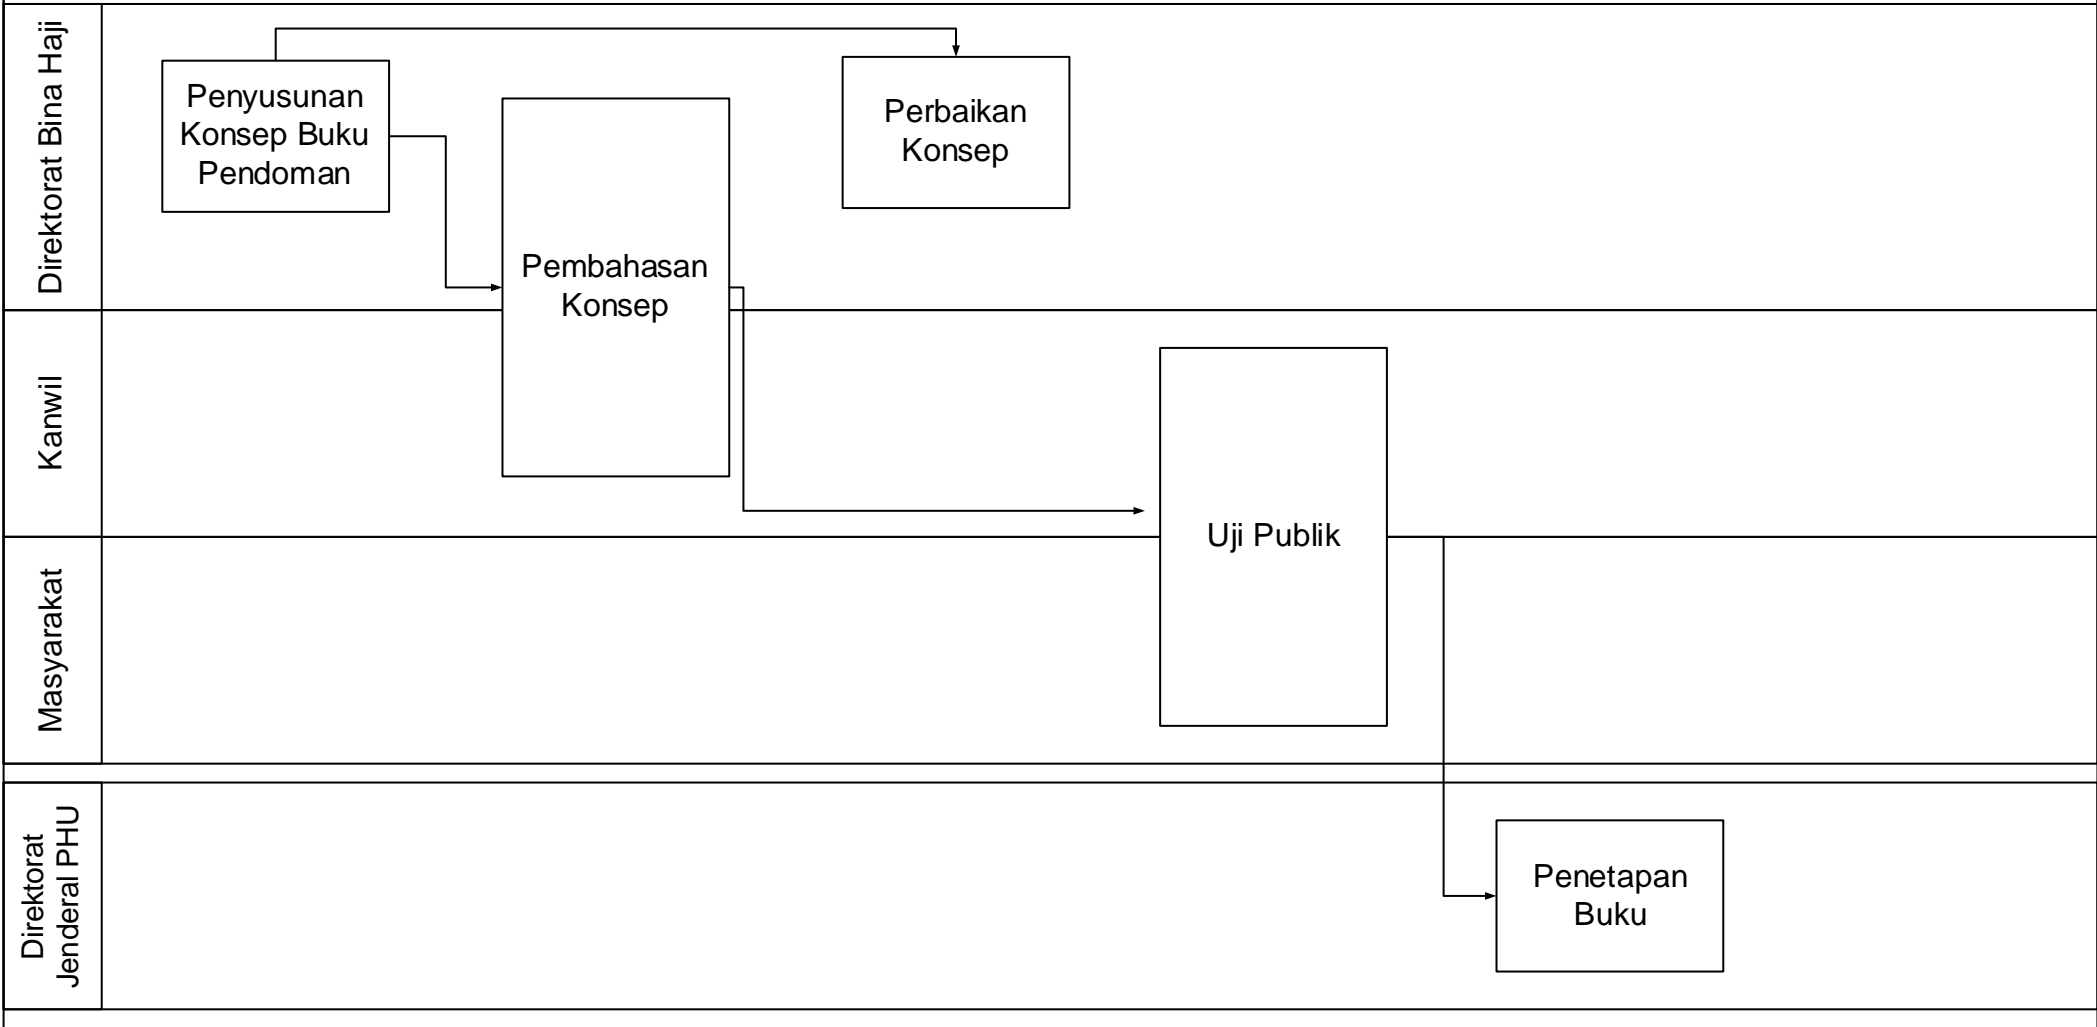 Direktorat Bina Haji
Penyusunan
Konsep Buku
Pendoman
Pembahasan
Konsep
Perbaikan
Konsep
Kanwil
Uji Publik
Masyarakat
Direktorat
Jenderal PHU
Penetapan
Buku